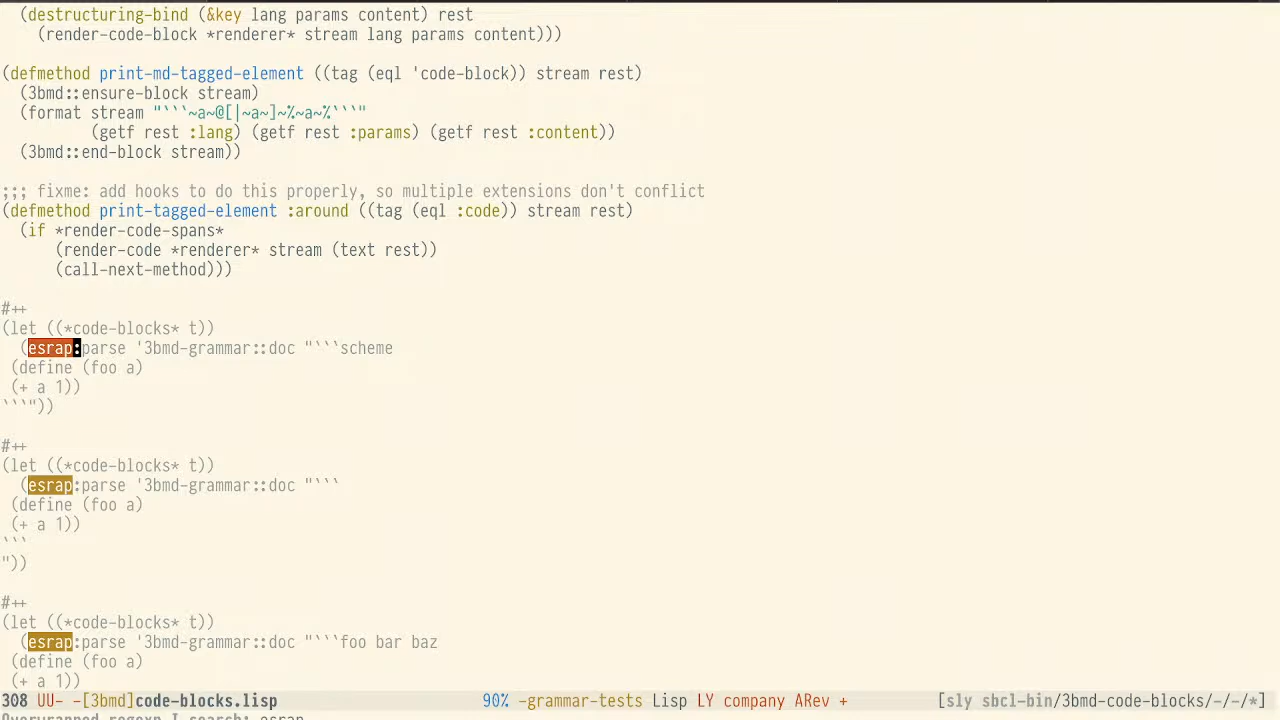 (destructuring-bind (&key lang params content) rest
    (render-code-block *renderer* stream lang params content)))

(defmethod print-md-tagged-element ((tag (eql 'code-block)) stream rest)
  (3bmd::ensure-block stream)
  (format stream "```~a~@[|~a~]~%~a~%```"
          (getf rest :lang) (getf rest :params) (getf rest :content))
  (3bmd::end-block stream))

;;; fixme: add hooks to do this properly, so multiple extensions don't conflict
(defmethod print-tagged-element :around ((tag (eql :code)) stream rest)
  (if *render-code-spans*
      (render-code *renderer* stream (text rest))
      (call-next-method)))

#++
(let ((*code-blocks* t))
  (esrap:parse '3bmd-grammar::doc "```scheme
 (define (foo a)
 (+ a 1))
```"))

#++
(let ((*code-blocks* t))
  (esrap:parse '3bmd-grammar::doc "```
 (define (foo a)
 (+ a 1))
```
"))

#++
(let ((*code-blocks* t))
  (esrap:parse '3bmd-grammar::doc "```foo bar baz
 (define (foo a)
 (+ a 1))
308 UU- -[3bmd]code-blocks.lisp 90% -grammar-tests Lisp LY company ARev + [sly sbcl-bin/3bmd-code-blocks/-/-/*]
Overwrapped regexp I-search: esrap